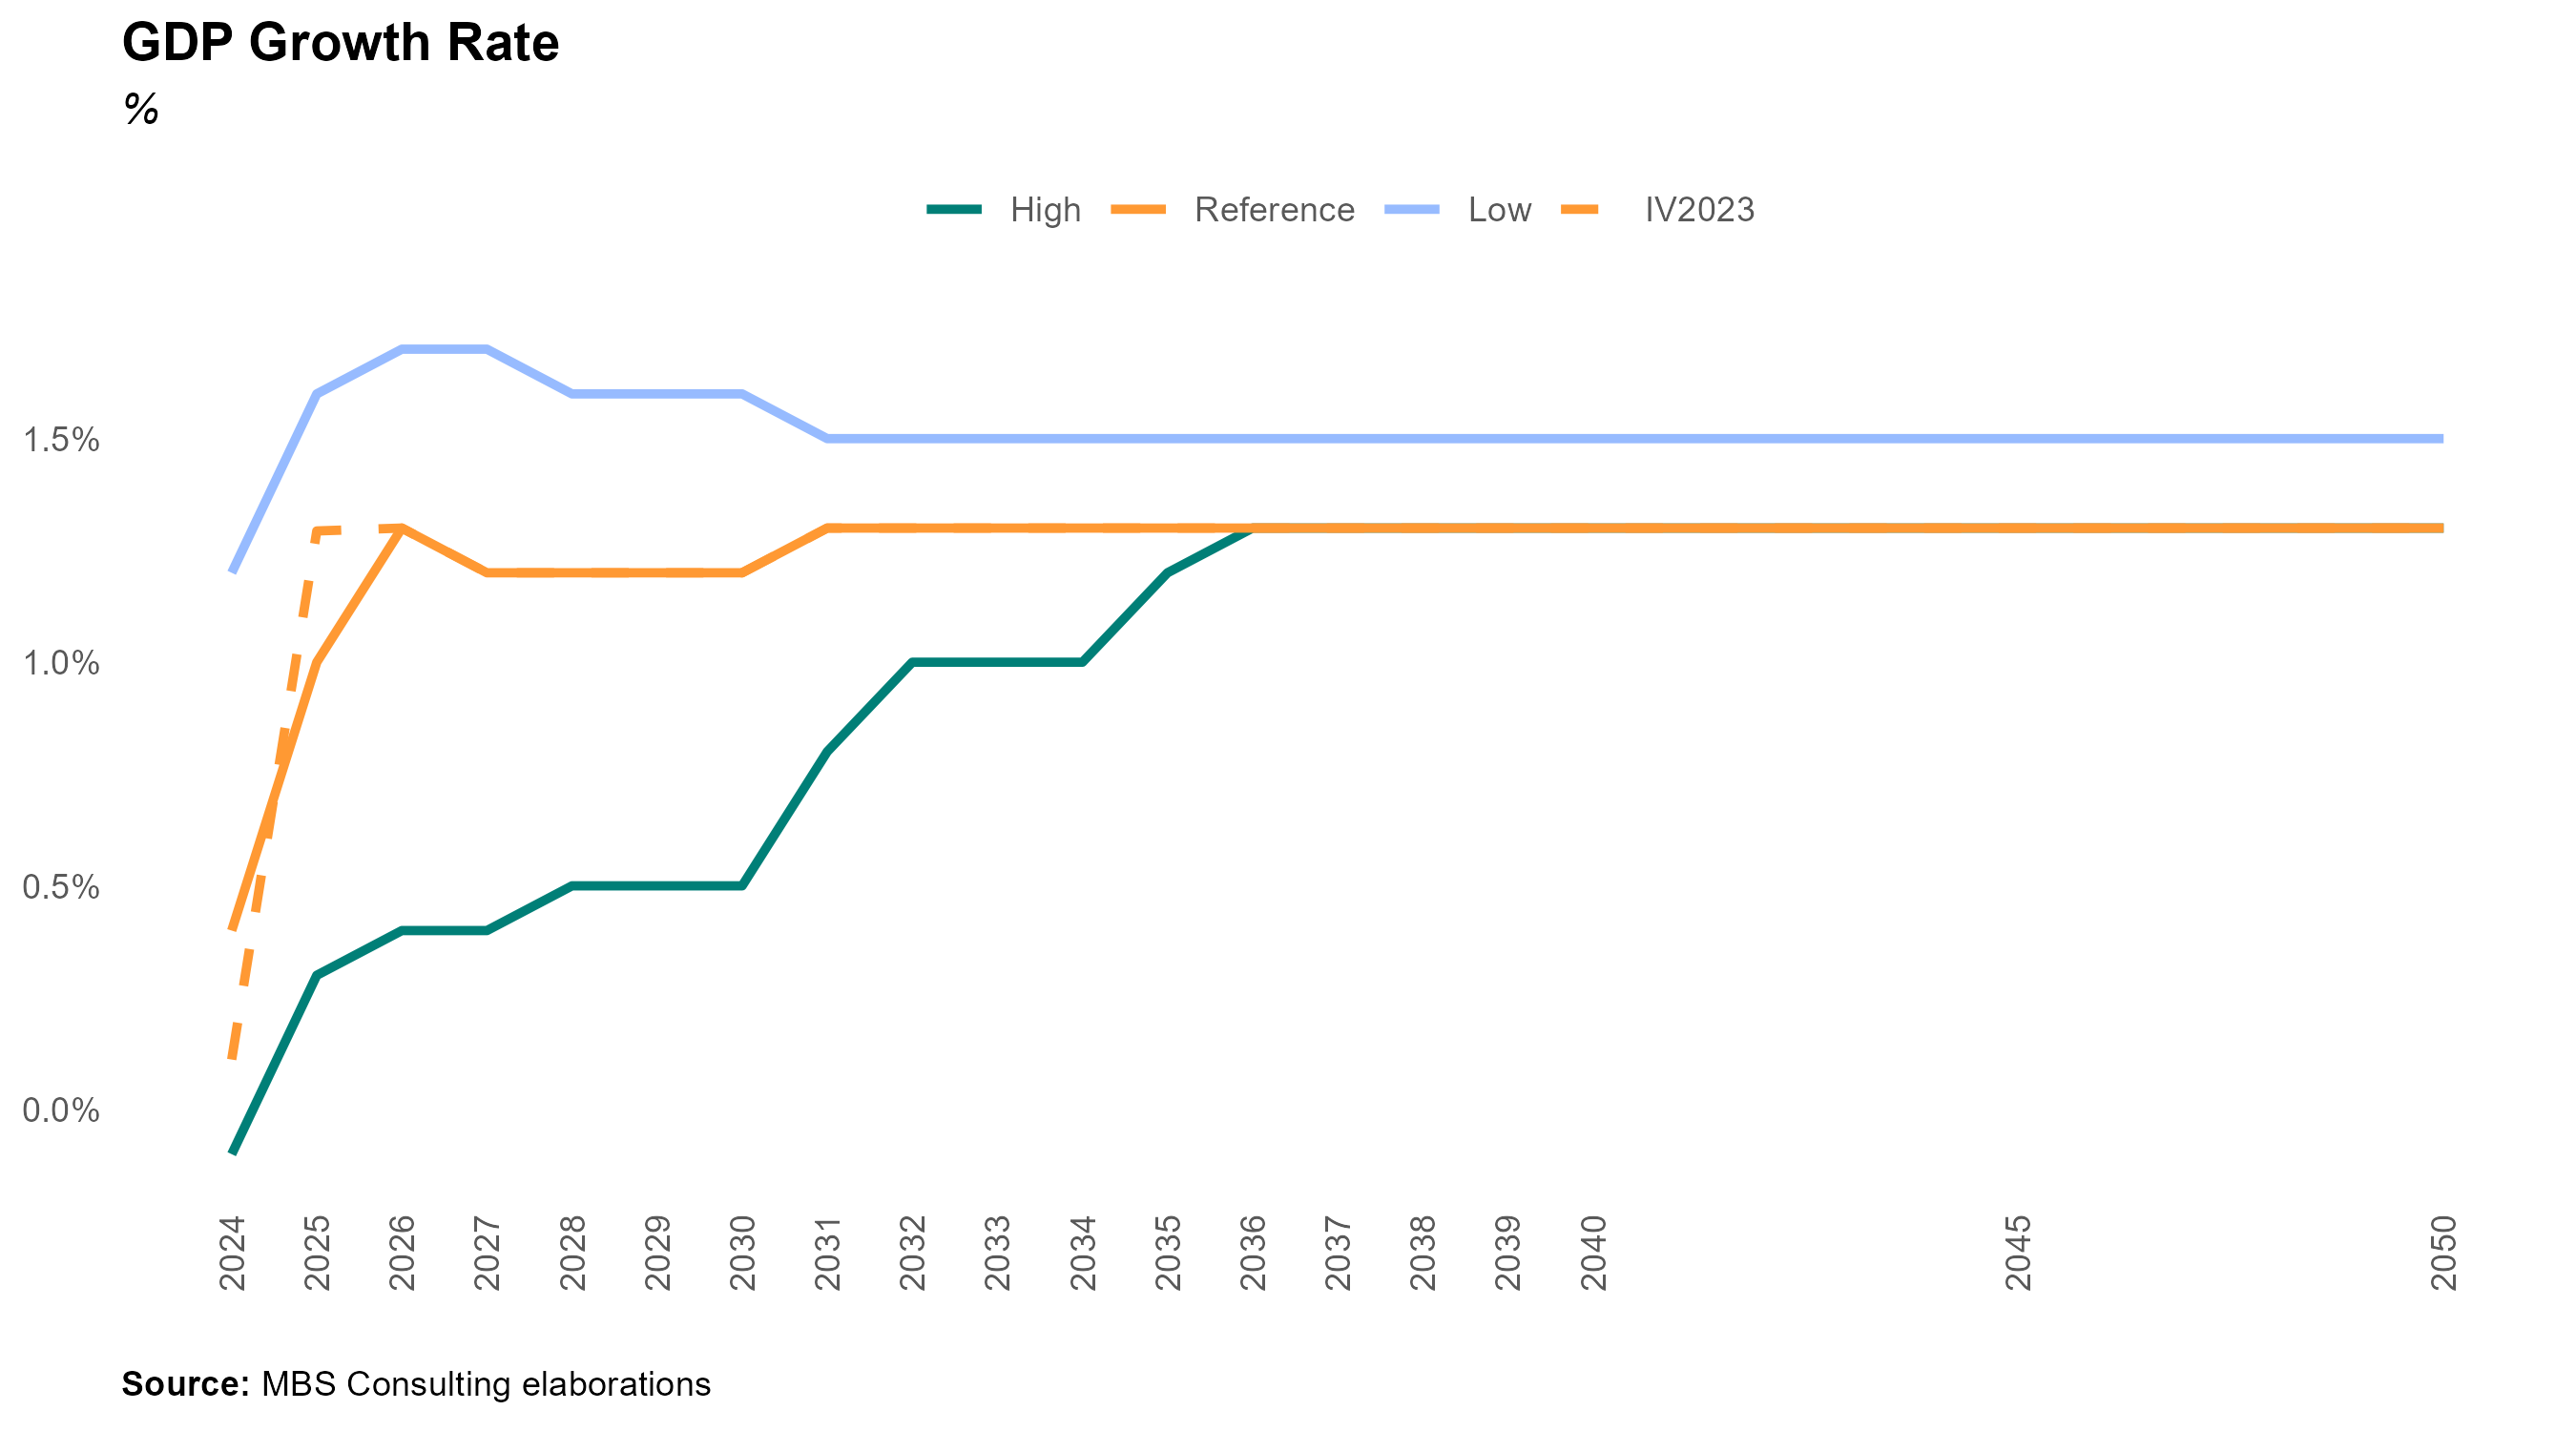 GDP Growth Rate
%
High Reference Low IV2023
1.5%
1.0%
0.5%
0.0%
2024 2025 2026 2027 2028 2029 2030 2031 2032 2033 2034 2035 2036 2037 2038 2039 2040 2045 2050
Source: MBS Consulting elaborations